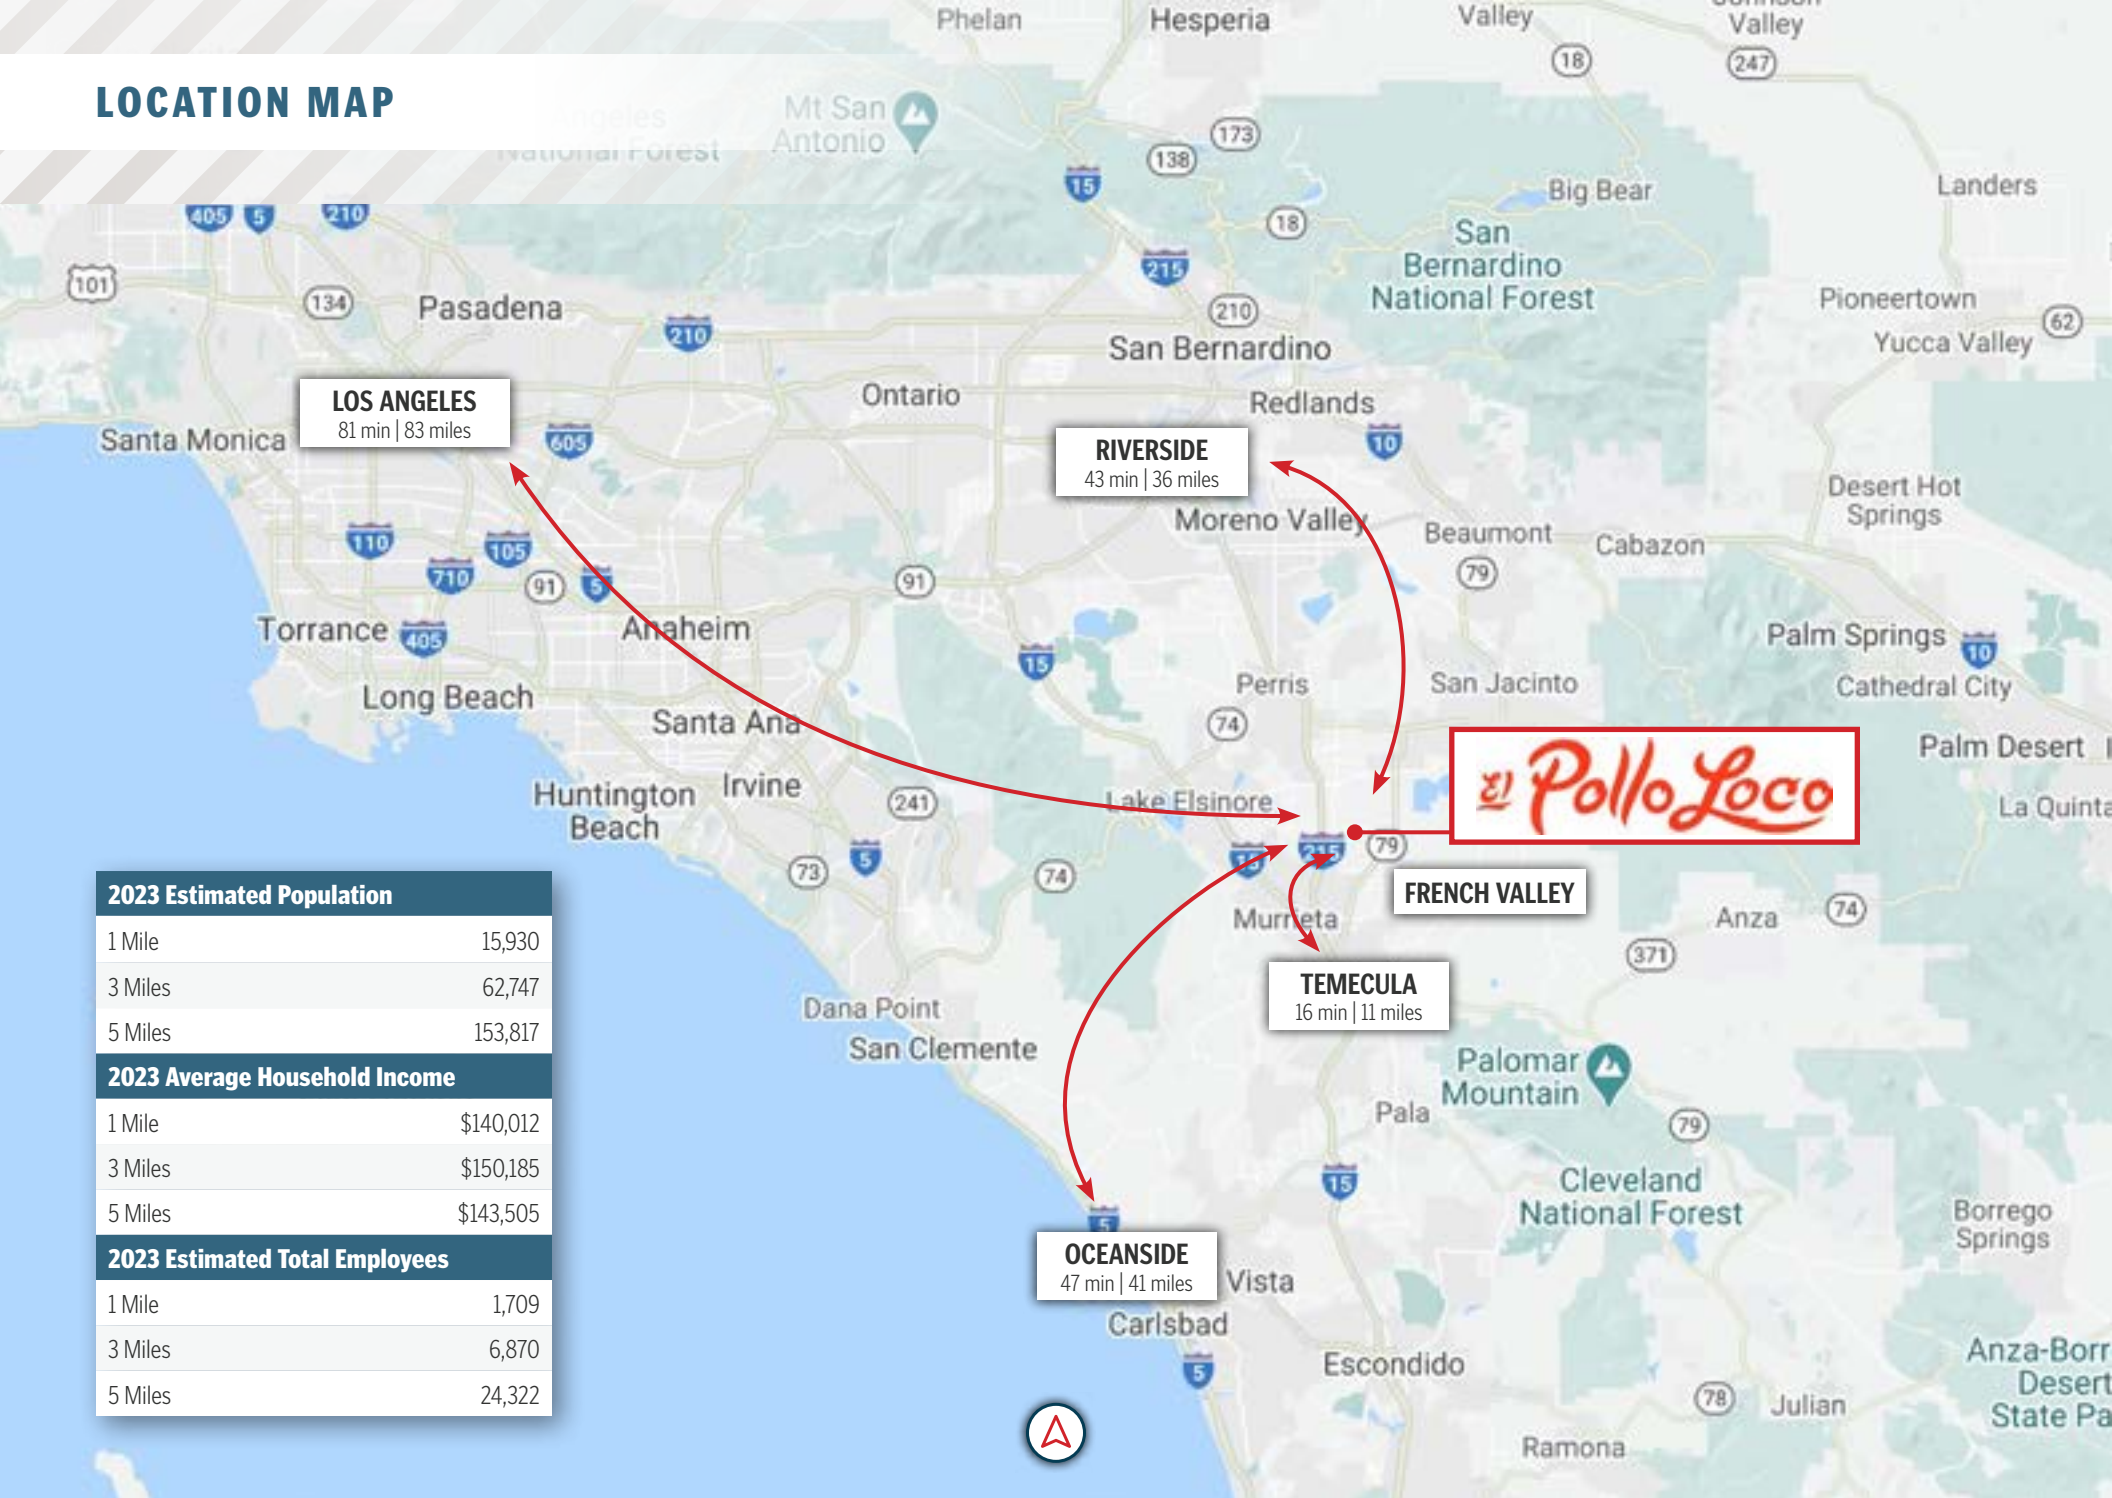 LOCATION MAP
Phelan
Hesperia
Valley
Valley
18
247
Angeles
National Forest
Mt San
Antonio
173
138
15
18
Big Bear
Landers
405
5
210
San
Bernardino
National Forest
215
101
134
Pasadena
210
210
Pioneertown
62
Yucca Valley
San Bernardino
LOS ANGELES
81 min | 83 miles
Ontario
Redlands
Santa Monica
605
RIVERSIDE
43 min | 36 miles
10
Desert Hot
Springs
Moreno Valley
Beaumont
Cabazon
110
105
710
91
5
91
79
Torrance
405
Anaheim
15
Palm Springs
10
Long Beach
Perris
San Jacinto
Cathedral City
Santa Ana
74
Palm Desert
El Pollo Loco
Huntington
Beach
Irvine
241
Lake Elsinore
La Quinta
5
73
74
15
215
79
FRENCH VALLEY
Murrieta
Anza
74
371
TEMECULA
16 min | 11 miles
Dana Point
San Clemente
Palomar
Mountain
Pala
79
15
Cleveland
National Forest
Borrego
Springs
5
OCEANSIDE
47 min | 41 miles
Vista
Carlsbad
5
Escondido
78
Julian
Anza-Borr
Desert
State Pa
Ramona
2023 Estimated Population
1 Mile 15,930
3 Miles 62,747
5 Miles 153,817
2023 Average Household Income
1 Mile $140,012
3 Miles $150,185
5 Miles $143,505
2023 Estimated Total Employees
1 Mile 1,709
3 Miles 6,870
5 Miles 24,322